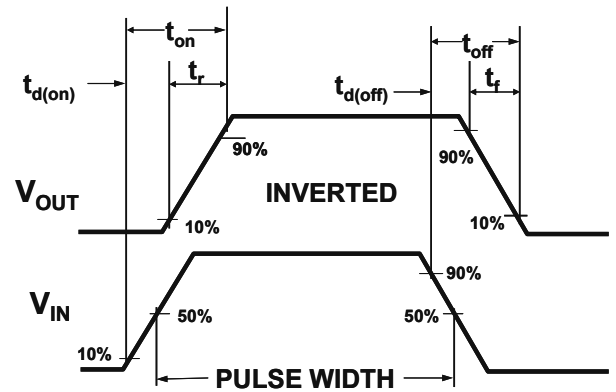 t_on
t_off
t_d(on)
t_r
t_d(off)
t_f
90%
90%
V_OUT
INVERTED
10%
10%
90%
V_IN
50%
50%
10%
PULSE WIDTH